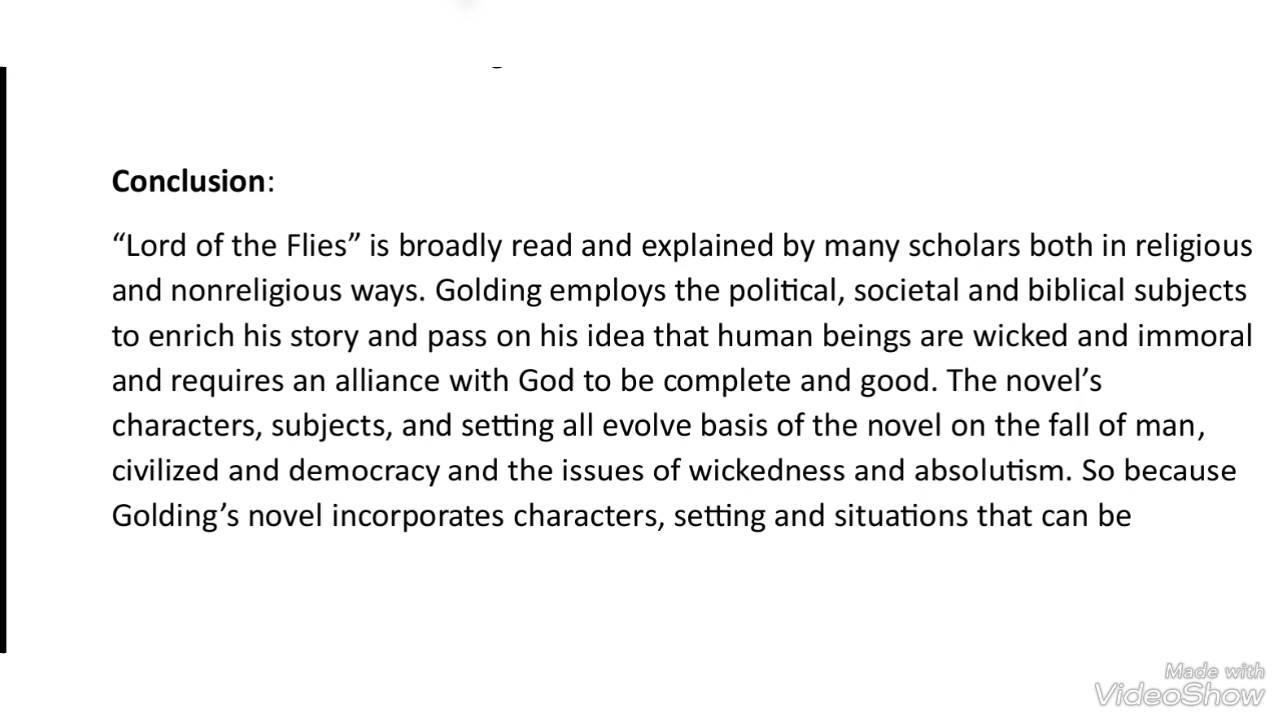 Conclusion:
“Lord of the Flies” is broadly read and explained by many scholars both in religious
and nonreligious ways. Golding employs the political, societal and biblical subjects
to enrich his story and pass on his idea that human beings are wicked and immoral
and requires an alliance with God to be complete and good. The novel’s
characters, subjects, and setting all evolve basis of the novel on the fall of man,
civilized and democracy and the issues of wickedness and absolutism. So because
Golding’s novel incorporates characters, setting and situations that can be
Made with
VideoShow